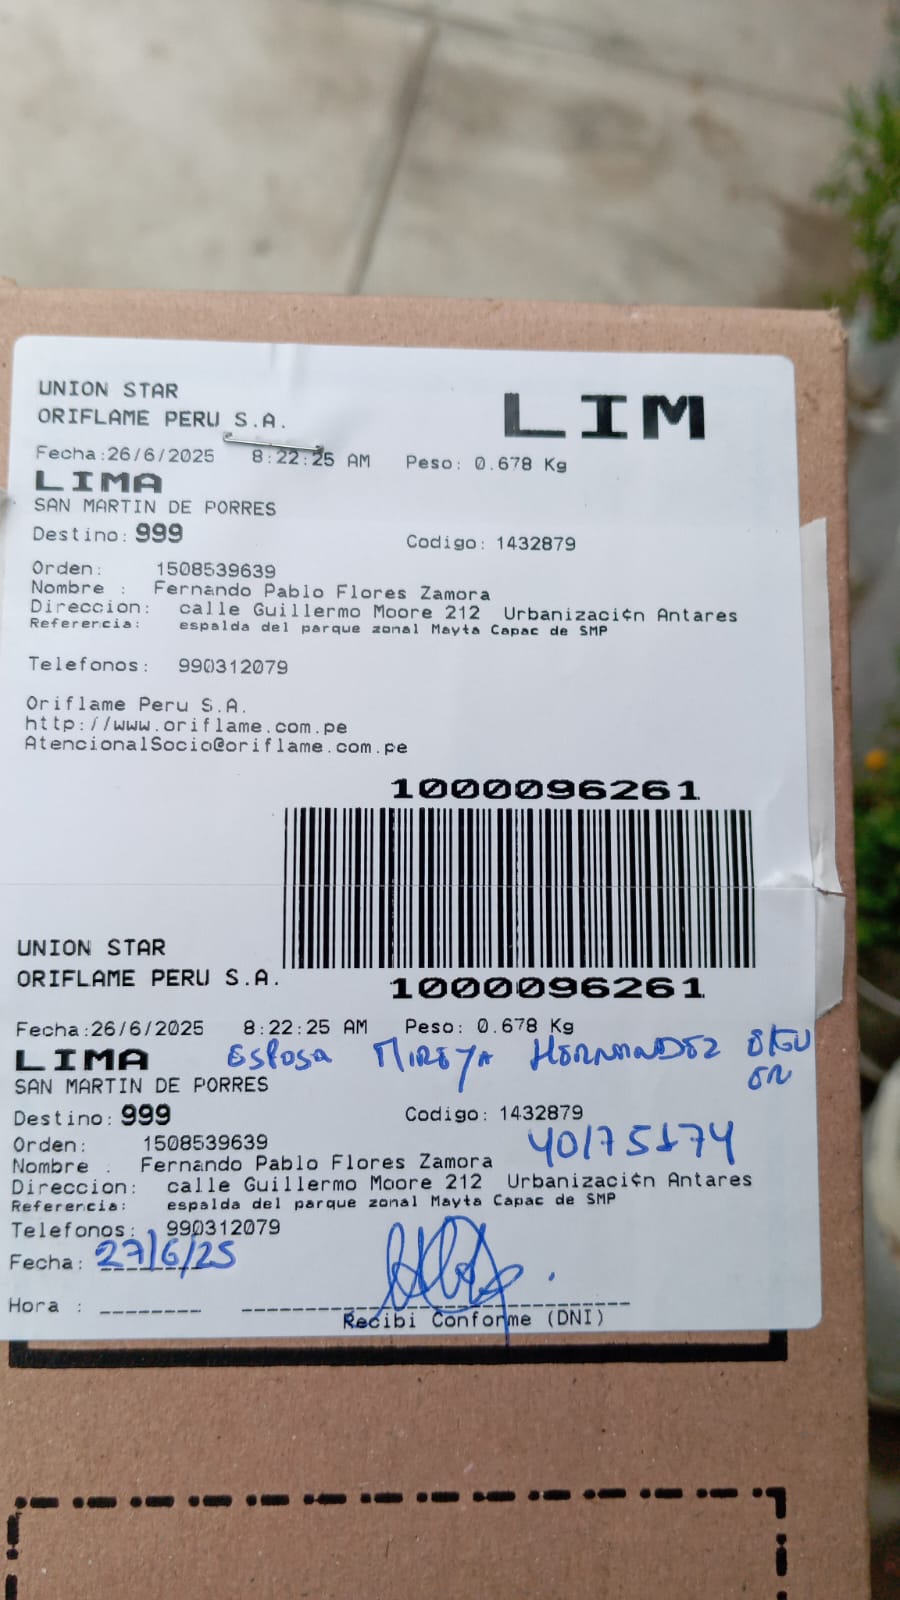 UNION STAR
ORIFLAME PERU S.A.
LIM
Fecha:26/6/2025 8:22:25 AM Peso: 0.678 Kg
LIMA
SAN MARTIN DE PORRES
Destino: 999 Codigo: 1432879
Orden: 1508539639
Nombre : Fernando Pablo Flores Zamora
Direccion: calle Guillermo Moore 212 Urbanizaci¢n Antares
Referercia: espalda del parque zonal Mayta Capac de SMP
Telefonos: 990312079
Oriflame Peru S.A.
http://www.oriflame.com.pe
AtencionalSocio@oriflame.com.pe
1000096261
UNION STAR
ORIFLAME PERU S.A.
1000096261
Fecha:26/6/2025 8:22:25 AM Peso: 0.678 Kg
LIMA Esposa MIREYA HERNANDEZ
SAN MARTIN DE PORRES
Destino: 999 Codigo: 1432879
Orden: 1508539639 40175174
Nombre : Fernando Pablo Flores Zamora
Direccion: calle Guillermo Moore 212 Urbanizaci¢n Antares
Referercia: espalda del parque zonal Mayta Capac de SMP
Telefonos: 990312079
Fecha: 27/6/25
Hora :
Recibi Conforme (DNI)